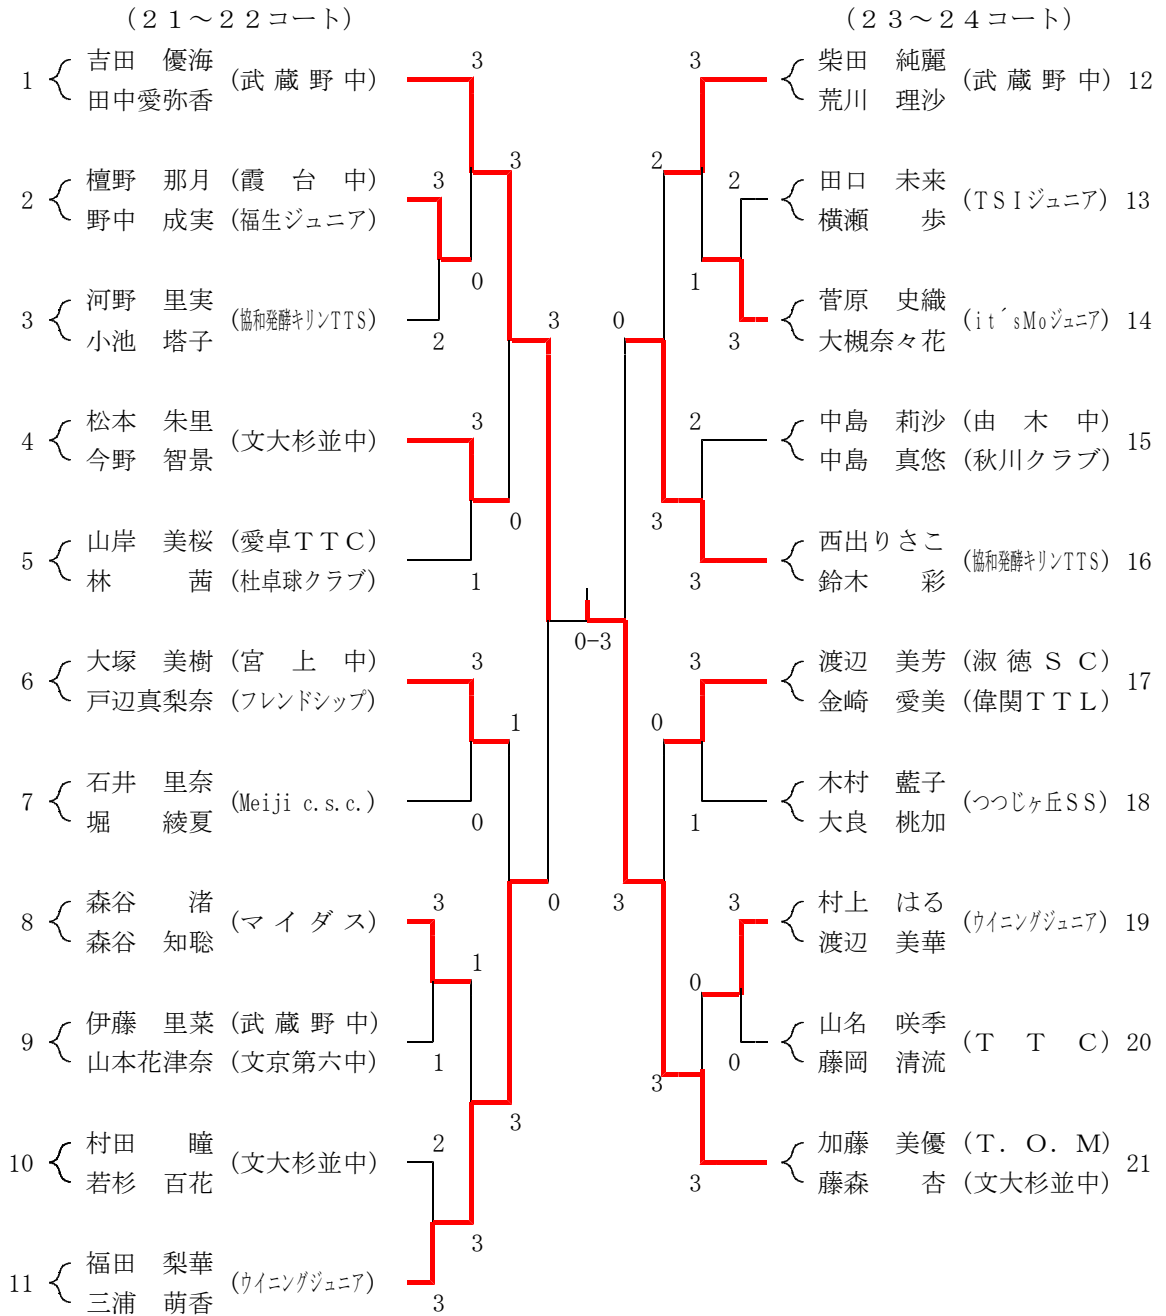 (２１～２２コート)
1 吉田　優海 (武 蔵 野 中)
田中愛弥香
2 檀野　那月 (霞　台　中)
野中　成実 (福生ジュニア)
3 河野　里実 (協和発酵キリンTTS)
小池　塔子
4 松本　朱里 (文大杉並中)
今野　智景
5 山岸　美桜 (愛卓ＴＴＣ)
林　　　茜 (杜卓球クラブ)
6 大塚　美樹 (宮　上　中)
戸辺真梨奈 (フレンドシップ)
7 石井　里奈 (Meiji c.s.c.)
堀　　綾夏
8 森谷　　渚 (マ イ ダ ス)
森谷　知聡
9 伊藤　里菜 (武 蔵 野 中)
山本花津奈 (文京第六中)
10 村田　　瞳 (文大杉並中)
若杉　百花
11 福田　梨華 (ウイニングジュニア)
三浦　萌香
3
3
3
0
2
3
3
0
1
3
1
0
0
3
1
1
3
2
3
3
0-3
(２３～２４コート)
柴田　純麗 (武 蔵 野 中) 12
荒川　理沙
田口　未来 (ＴＳＩジュニア) 13
横瀬　　歩
菅原　史織 (it´sMoジュニア) 14
大槻奈々花
中島　莉沙 (由　木　中) 15
中島　真悠 (秋川クラブ)
西出りさこ (協和発酵キリンTTS) 16
鈴木　　彩
渡辺　美芳 (淑 徳 Ｓ Ｃ) 17
金崎　愛美 (偉関ＴＴＬ)
木村　藍子 (つつじヶ丘ＳＳ) 18
大良　桃加
村上　はる (ウイニングジュニア) 19
渡辺　美華
山名　咲季 (Ｔ　Ｔ　Ｃ) 20
藤岡　清流
加藤　美優 (Ｔ．Ｏ．Ｍ) 21
藤森　　杏 (文大杉並中)
3
2
2
1
0
3
2
3
3
3
0
1
3
3
0
0
3
3